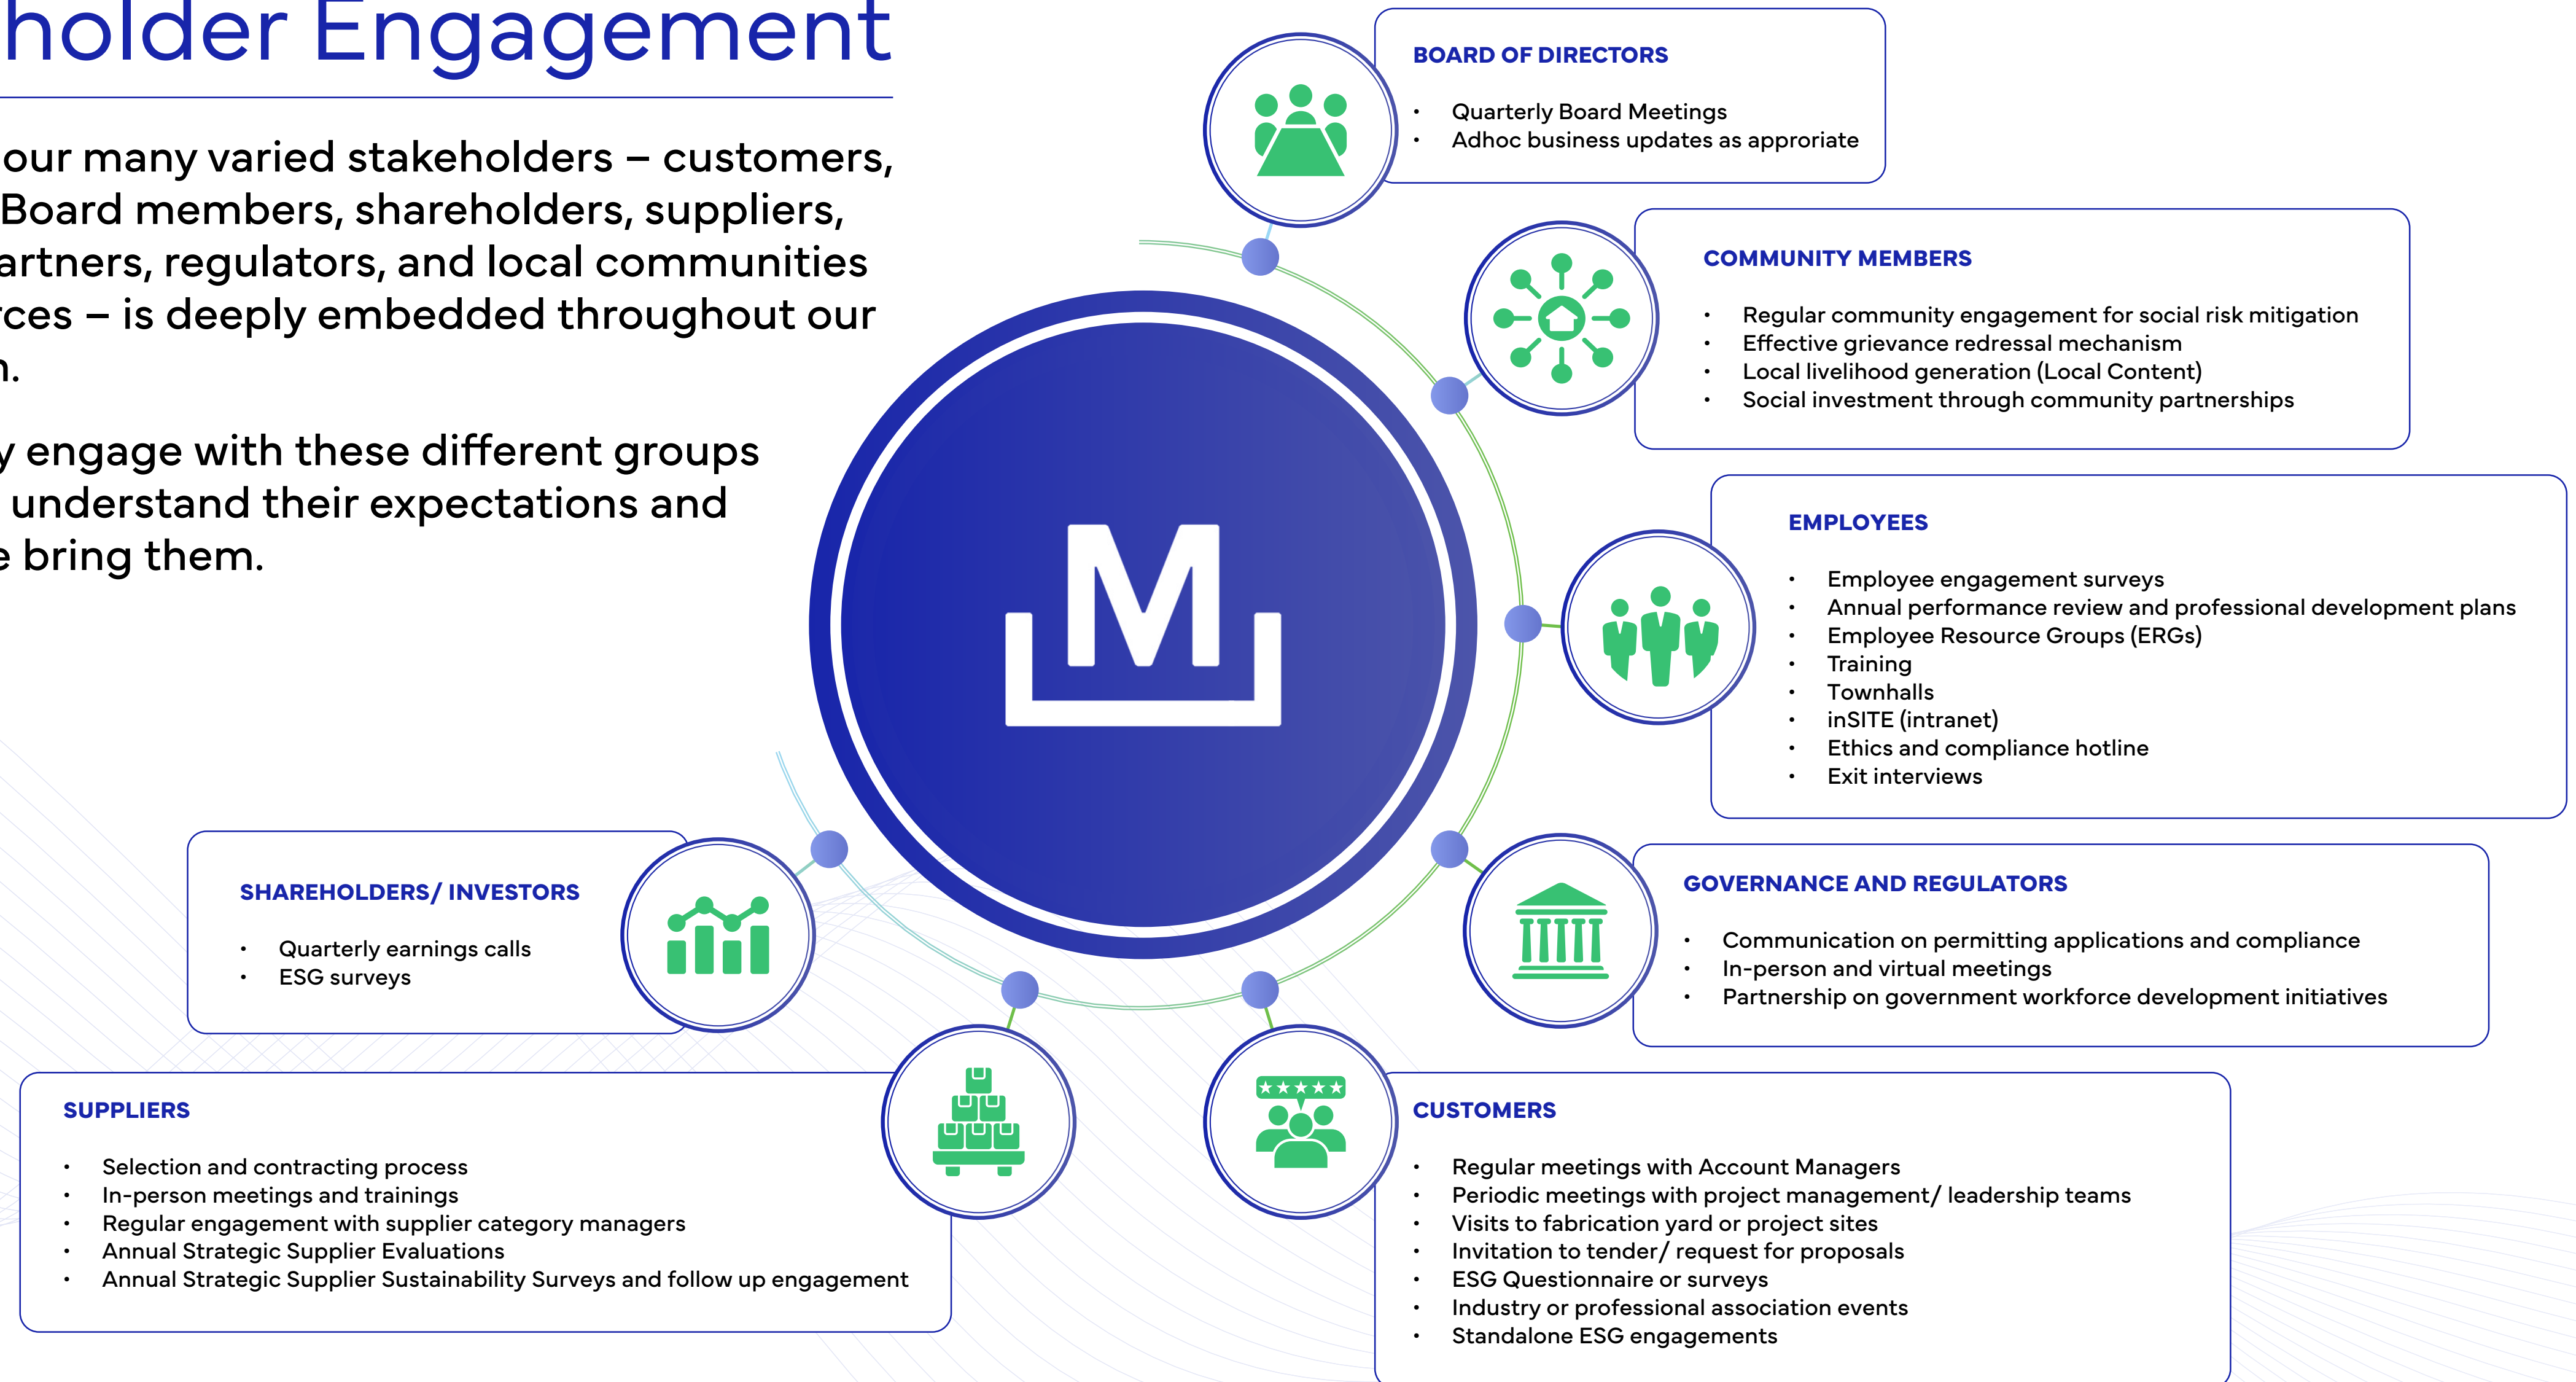 holder Engagement
our many varied stakeholders – customers,
Board members, shareholders, suppliers,
artners, regulators, and local communities
rces – is deeply embedded throughout our
n.
y engage with these different groups
understand their expectations and
e bring them.
M
BOARD OF DIRECTORS
• Quarterly Board Meetings
• Adhoc business updates as approriate
COMMUNITY MEMBERS
• Regular community engagement for social risk mitigation
• Effective grievance redressal mechanism
• Local livelihood generation (Local Content)
• Social investment through community partnerships
EMPLOYEES
• Employee engagement surveys
• Annual performance review and professional development plans
• Employee Resource Groups (ERGs)
• Training
• Townhalls
• inSITE (intranet)
• Ethics and compliance hotline
• Exit interviews
GOVERNANCE AND REGULATORS
• Communication on permitting applications and compliance
• In-person and virtual meetings
• Partnership on government workforce development initiatives
CUSTOMERS
• Regular meetings with Account Managers
• Periodic meetings with project management/ leadership teams
• Visits to fabrication yard or project sites
• Invitation to tender/ request for proposals
• ESG Questionnaire or surveys
• Industry or professional association events
• Standalone ESG engagements
SUPPLIERS
• Selection and contracting process
• In-person meetings and trainings
• Regular engagement with supplier category managers
• Annual Strategic Supplier Evaluations
• Annual Strategic Supplier Sustainability Surveys and follow up engagement
SHAREHOLDERS/ INVESTORS
• Quarterly earnings calls
• ESG surveys